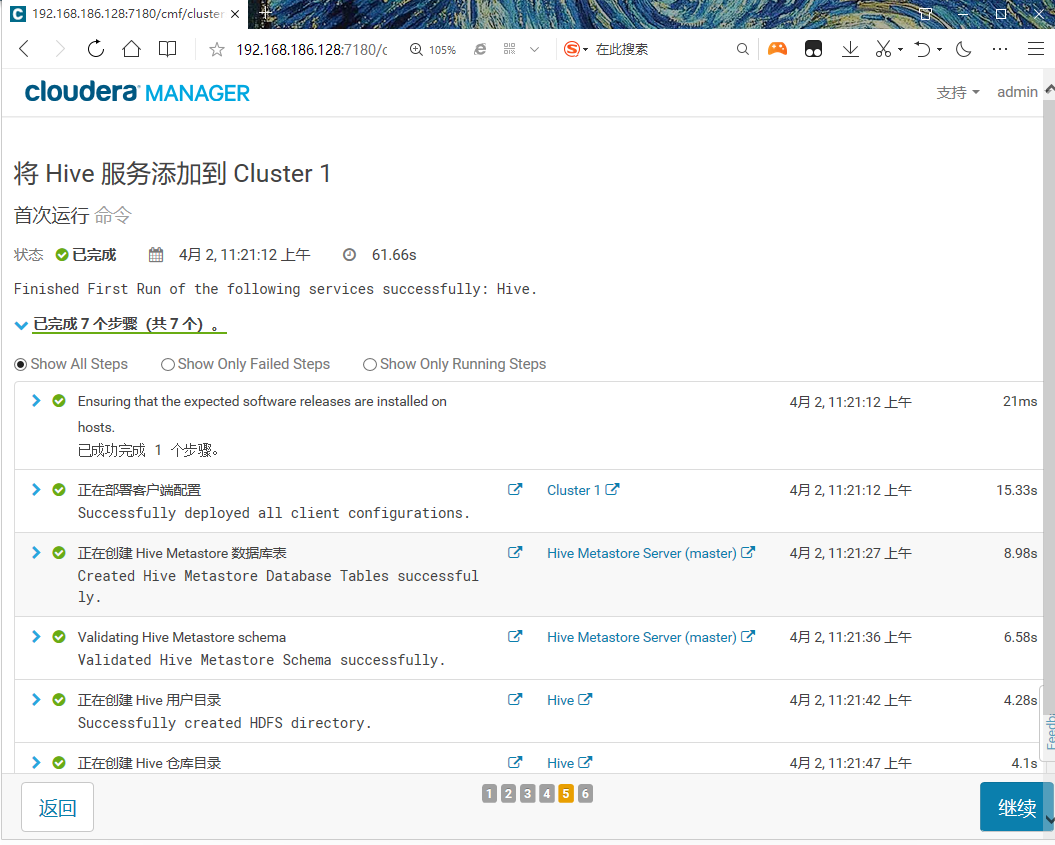 192.168.186.128:7180/cmf/cluster
192.168.186.128:7180/c
105%
在此搜索
cloudera MANAGER
支持
admin
将 Hive 服务添加到 Cluster 1
首次运行 命令
状态 已完成 4月 2, 11:21:12 上午 61.66s
Finished First Run of the following services successfully: Hive.
已完成 7 个步骤（共 7 个）。
Show All Steps Show Only Failed Steps Show Only Running Steps
Ensuring that the expected software releases are installed on 4月 2, 11:21:12 上午 21ms
hosts.
已成功完成 1 个步骤。
正在部署客户端配置 Cluster 1 4月 2, 11:21:12 上午 15.33s
Successfully deployed all client configurations.
正在创建 Hive Metastore 数据库表 Hive Metastore Server (master) 4月 2, 11:21:27 上午 8.98s
Created Hive Metastore Database Tables successful
ly.
Validating Hive Metastore schema Hive Metastore Server (master) 4月 2, 11:21:36 上午 6.58s
Validated Hive Metastore Schema successfully.
正在创建 Hive 用户目录 Hive 4月 2, 11:21:42 上午 4.28s
Successfully created HDFS directory.
正在创建 Hive 仓库目录 Hive 4月 2, 11:21:47 上午 4.1s
Feedb
返回
1 2 3 4 5 6
继续